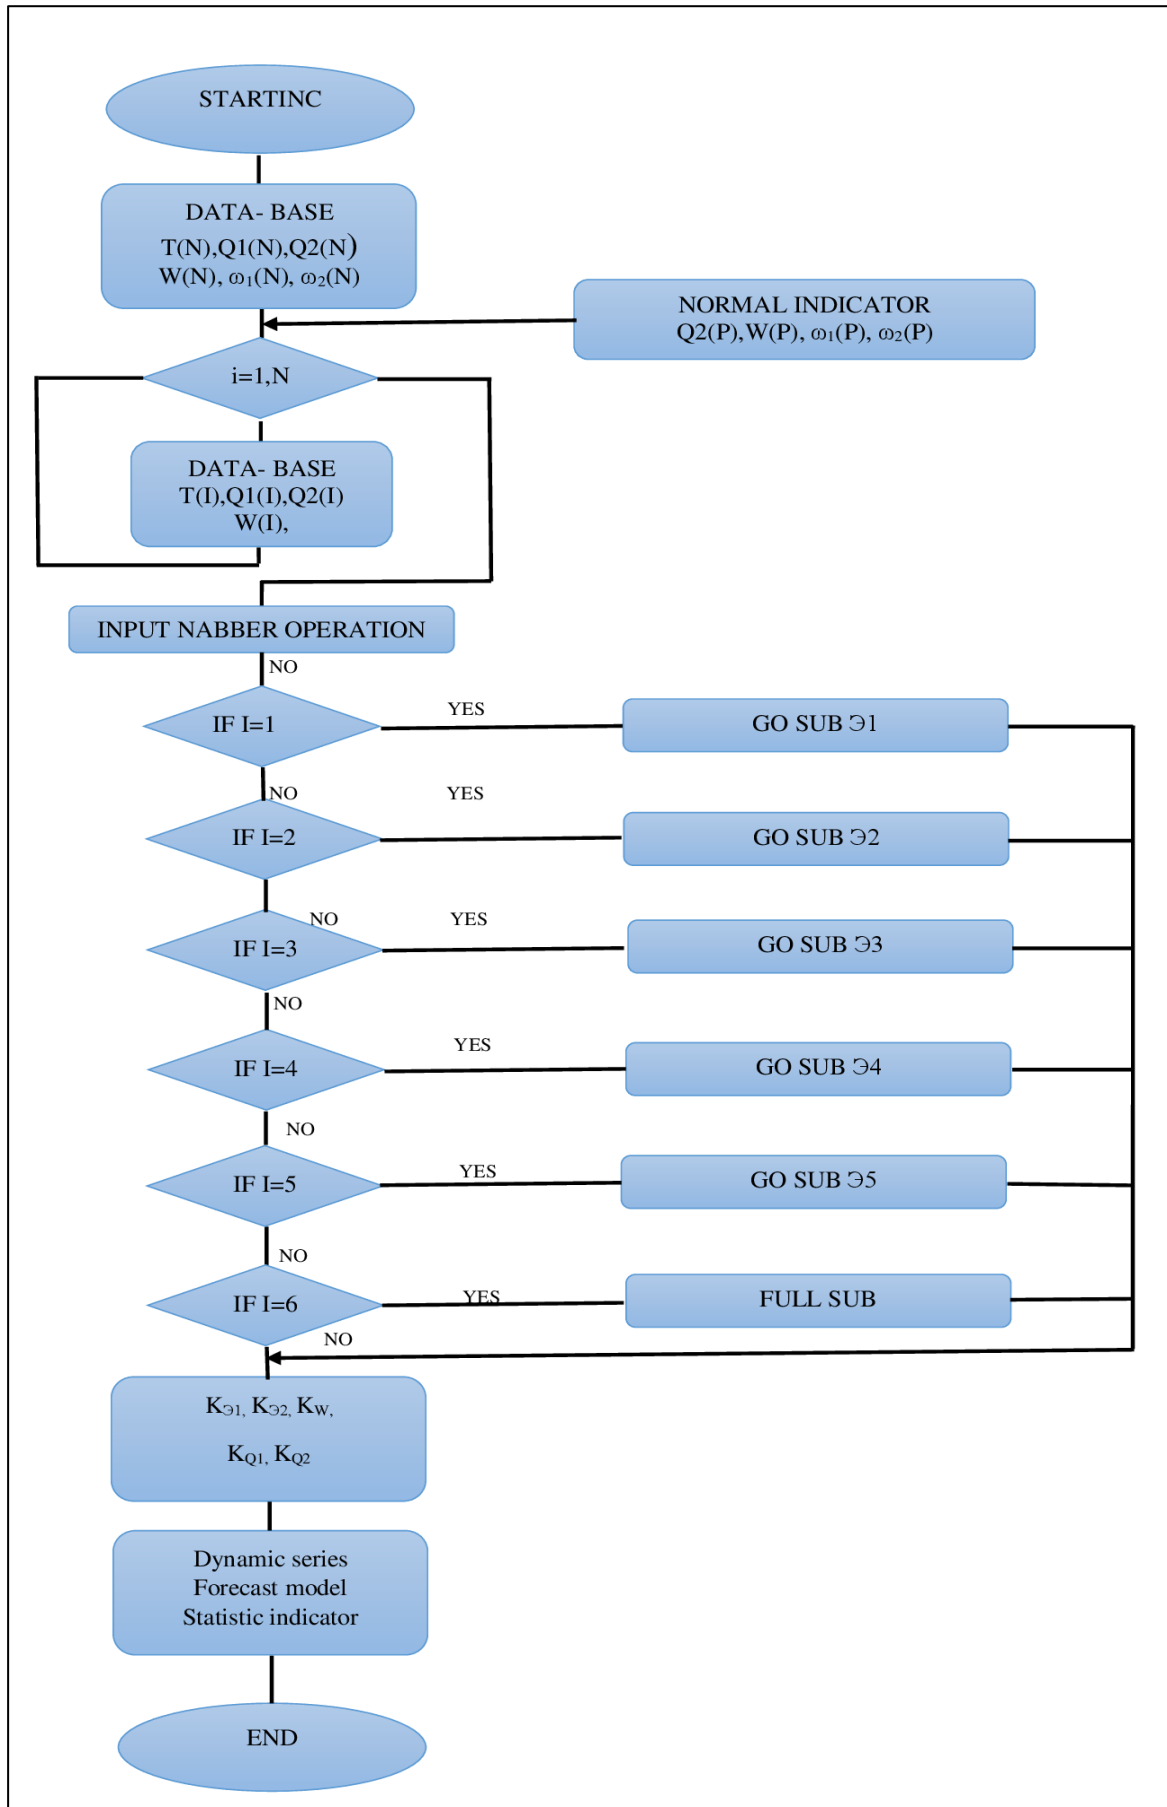 STARTINC
DATA- BASE
T(N),Q1(N),Q2(N)
W(N), ω₁(N), ω₂(N)
NORMAL INDICATOR
Q2(P),W(P), ω₁(P), ω₂(P)
i=1,N
DATA- BASE
T(I),Q1(I),Q2(I)
W(I),
INPUT NABBER OPERATION
NO
IF I=1
YES
GO SUB Э1
NO
YES
IF I=2
GO SUB Э2
NO
YES
IF I=3
GO SUB Э3
NO
YES
IF I=4
GO SUB Э4
NO
YES
IF I=5
GO SUB Э5
NO
YES
IF I=6
FULL SUB
NO
KЭ1, KЭ2, KW,
KQ1, KQ2
Dynamic series
Forecast model
Statistic indicator
END